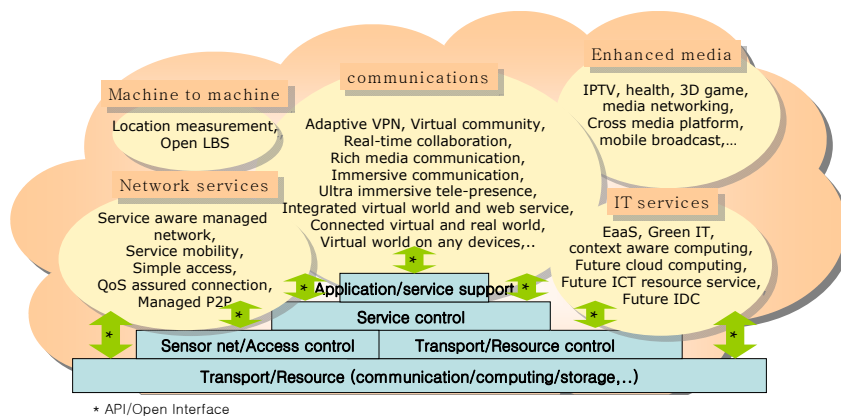 Enhanced media
IPTV, health, 3D game,
media networking,
Cross media platform,
mobile broadcast,…
communications
Adaptive VPN, Virtual community,
Real-time collaboration,
Rich media communication,
Immersive communication,
Ultra immersive tele-presence,
Integrated virtual world and web service,
Connected virtual and real world,
Virtual world on any devices,..
Machine to machine
Location measurement,
Open LBS
Network services
Service aware managed
network,
Service mobility,
Simple access,
QoS assured connection,
Managed P2P
IT services
EaaS, Green IT,
context aware computing,
Future cloud computing,
Future ICT resource service,
Future IDC
*
*
*
*
*
*
*
Application/service support
Service control
Sensor net/Access control
Transport/Resource control
Transport/Resource (communication/computing/storage,..)
* API/Open Interface